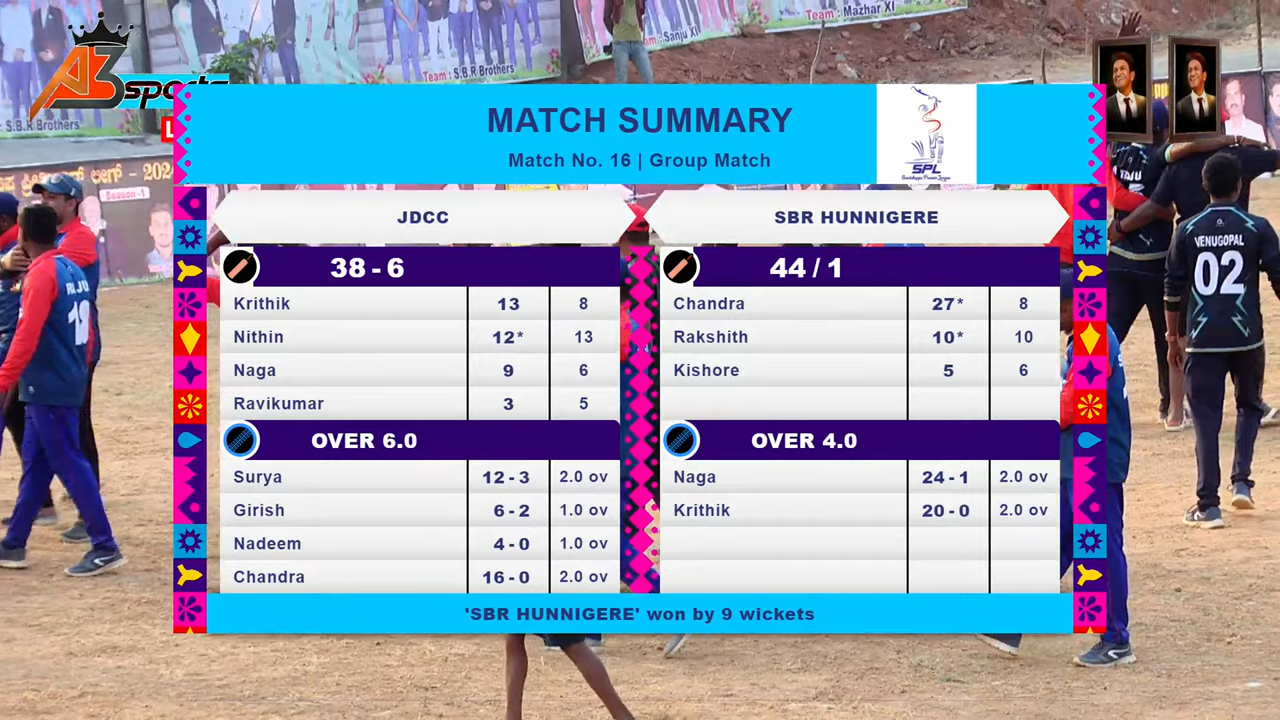 Team : Mazhar XI
Team : Sanju XI
Team : S.B.R Brothers
: S.B.R Brothers
A3
sports
MATCH SUMMARY
Match No. 16 | Group Match
SPL
ಲೀಗ್ - 202
Season -1
JDCC
SBR HUNNIGERE
38 - 6
44 / 1
Krithik 13 8
Chandra 27* 8
Nithin 12* 13
Rakshith 10* 10
Naga 9 6
Kishore 5 6
Ravikumar 3 5
OVER 6.0
OVER 4.0
Surya 12 - 3 2.0 ov
Naga 24 - 1 2.0 ov
Girish 6 - 2 1.0 ov
Krithik 20 - 0 2.0 ov
Nadeem 4 - 0 1.0 ov
Chandra 16 - 0 2.0 ov
'SBR HUNNIGERE' won by 9 wickets
VENUGOPAL
02